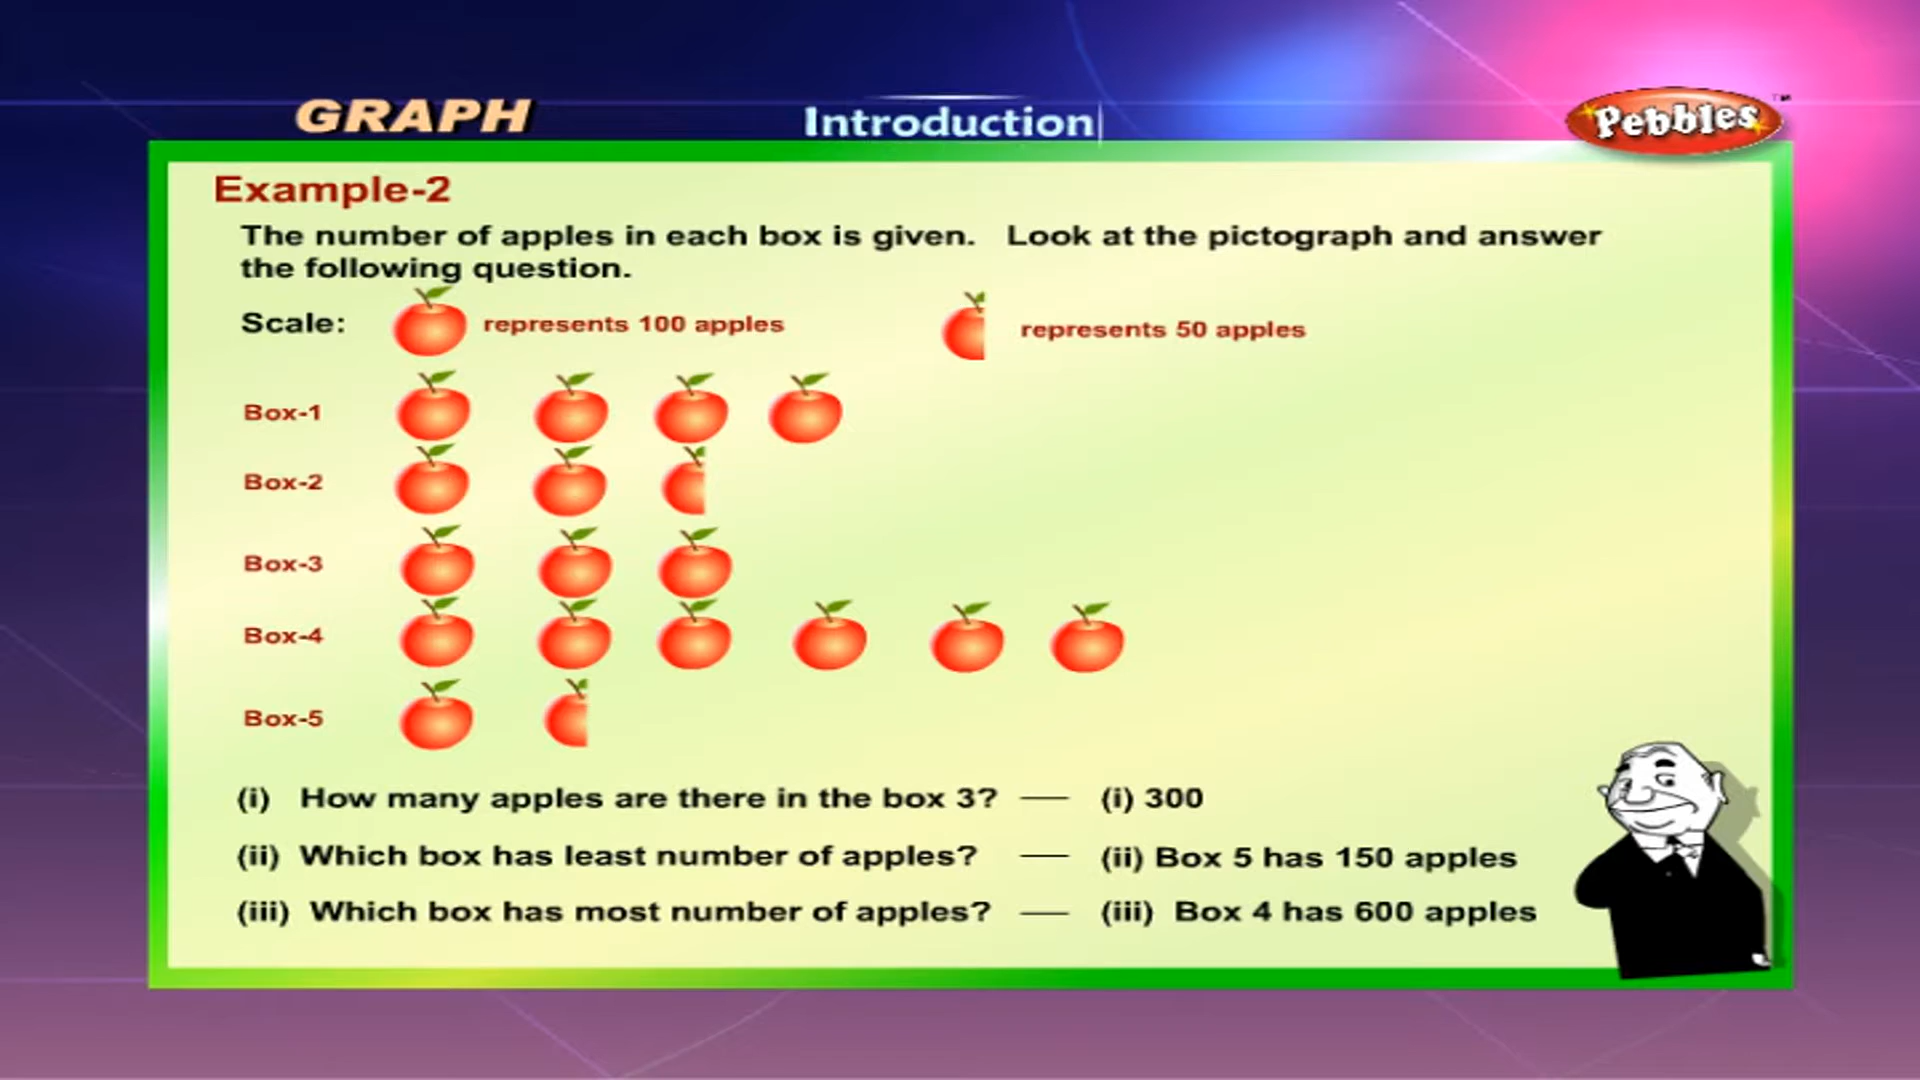 GRAPH
Introduction
Pebbles™
Example-2
The number of apples in each box is given. Look at the pictograph and answer
the following question.
Scale: represents 100 apples represents 50 apples
Box-1
Box-2
Box-3
Box-4
Box-5
(i) How many apples are there in the box 3? — (i) 300
(ii) Which box has least number of apples? — (ii) Box 5 has 150 apples
(iii) Which box has most number of apples? — (iii) Box 4 has 600 apples